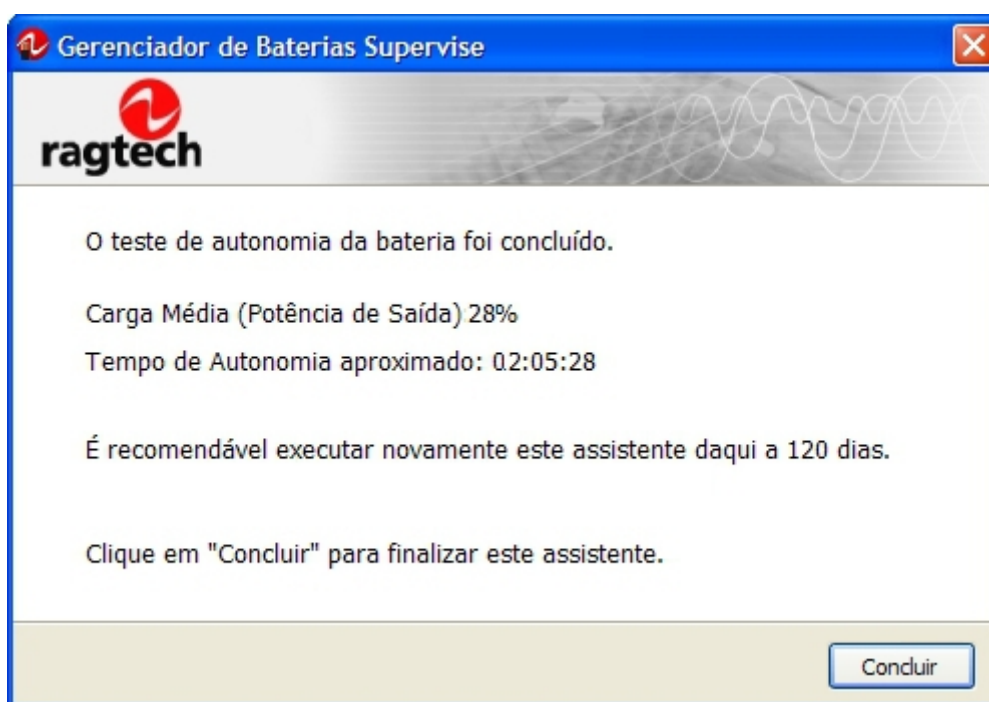 Gerenciador de Baterias Supervise
ragtech
O teste de autonomia da bateria foi concluído.
Carga Média (Potência de Saída) 28%
Tempo de Autonomia aproximado: 02:05:28
É recomendável executar novamente este assistente daqui a 120 dias.
Clique em "Concluir" para finalizar este assistente.
Concluir